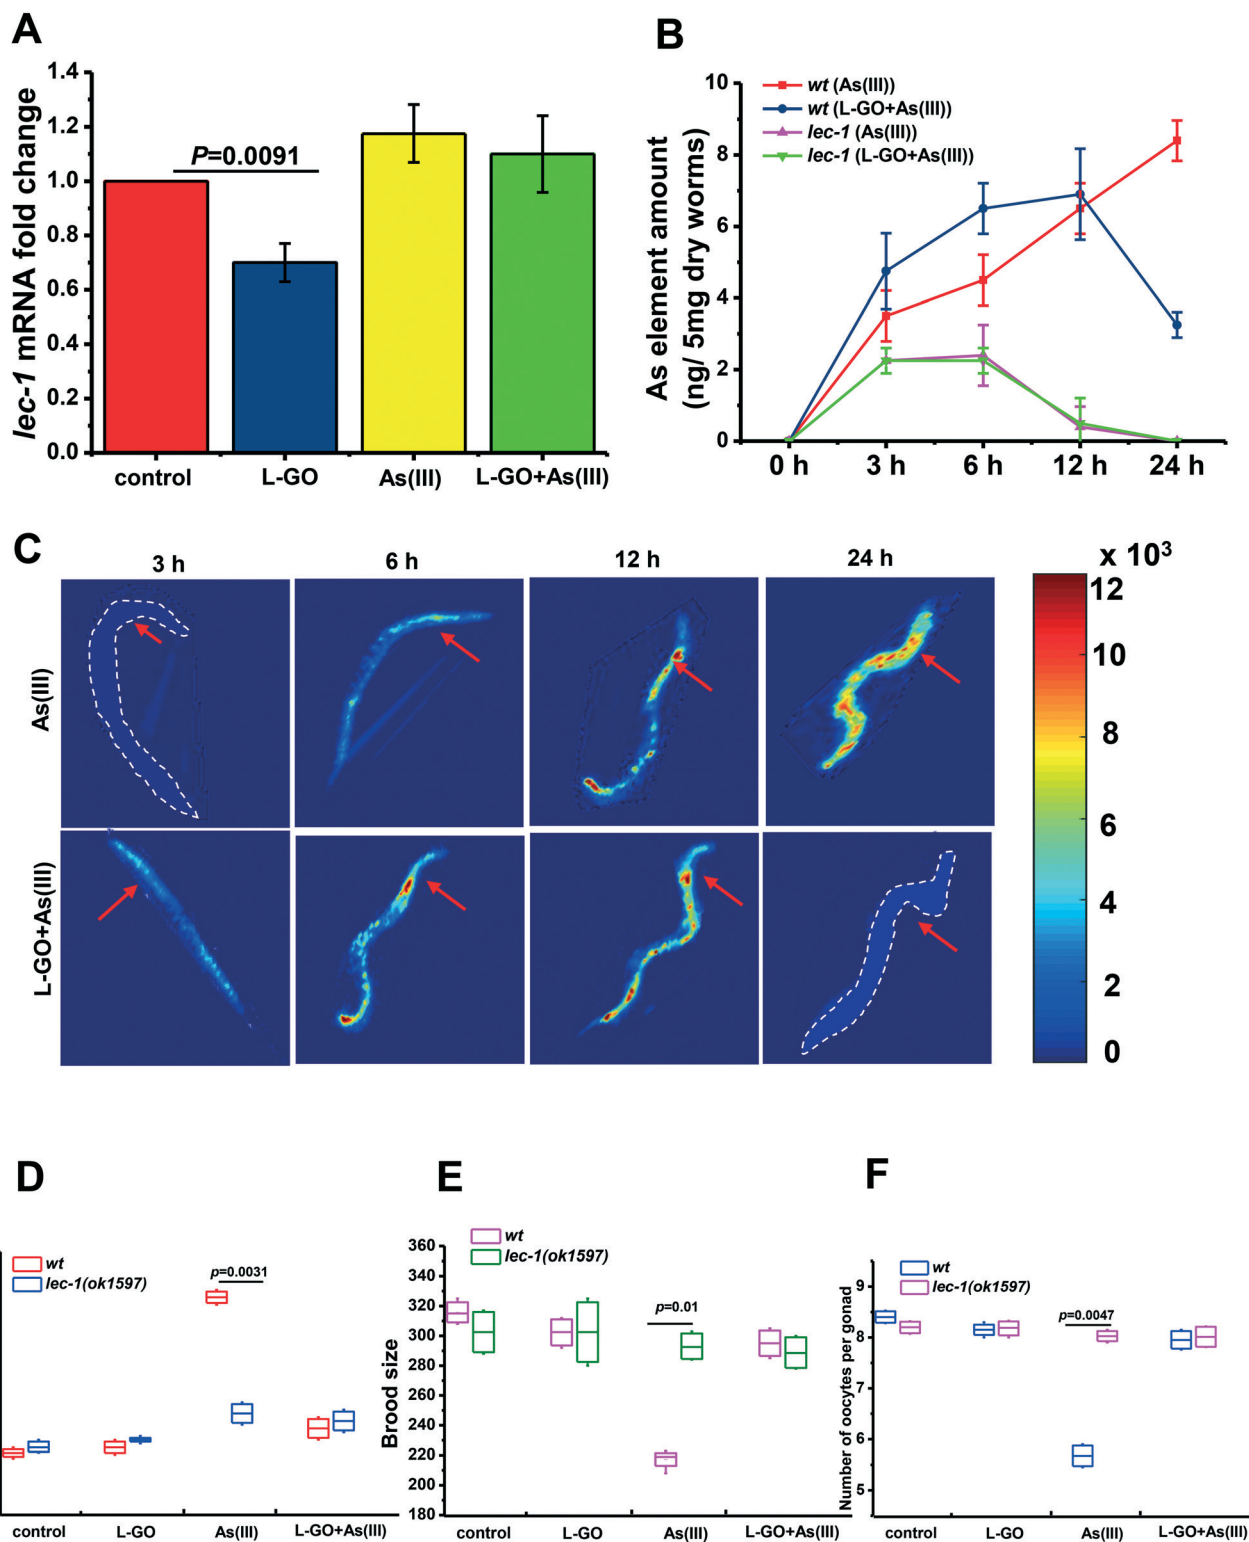 A
lec-1 mRNA fold change
1.4
1.2
1.0
0.8
0.6
0.4
0.2
0.0
P=0.0091
control
L-GO
As(III)
L-GO+As(III)
B
As element amount
(ng/ 5mg dry worms)
10
8
6
4
2
0
wt (As(III))
wt (L-GO+As(III))
lec-1 (As(III))
lec-1 (L-GO+As(III))
0 h
3 h
6 h
12 h
24 h
C
3 h
6 h
12 h
24 h
As(III)
L-GO+As(III)
x 10³
12
10
8
6
4
2
0
D
wt
lec-1(ok1597)
p=0.0031
control
L-GO
As(III)
L-GO+As(III)
E
Brood size
360
340
320
300
280
260
240
220
200
180
wt
lec-1(ok1597)
p=0.01
control
L-GO
As(III)
L-GO+As(III)
F
Number of oocytes per gonad
9
8
7
6
5
wt
lec-1(ok1597)
p=0.0047
control
L-GO
As(III)
L-GO+As(III)